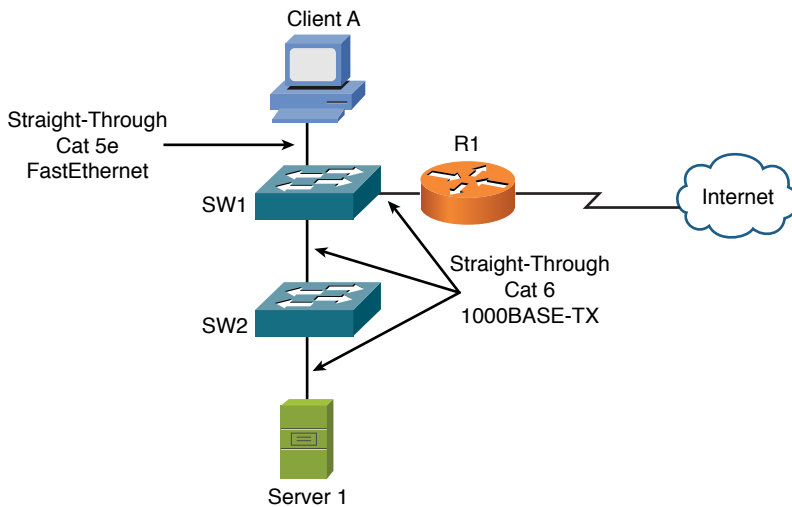 Client A
Straight-Through
Cat 5e
FastEthernet
R1
Internet
SW1
Straight-Through
Cat 6
1000BASE-TX
SW2
Server 1